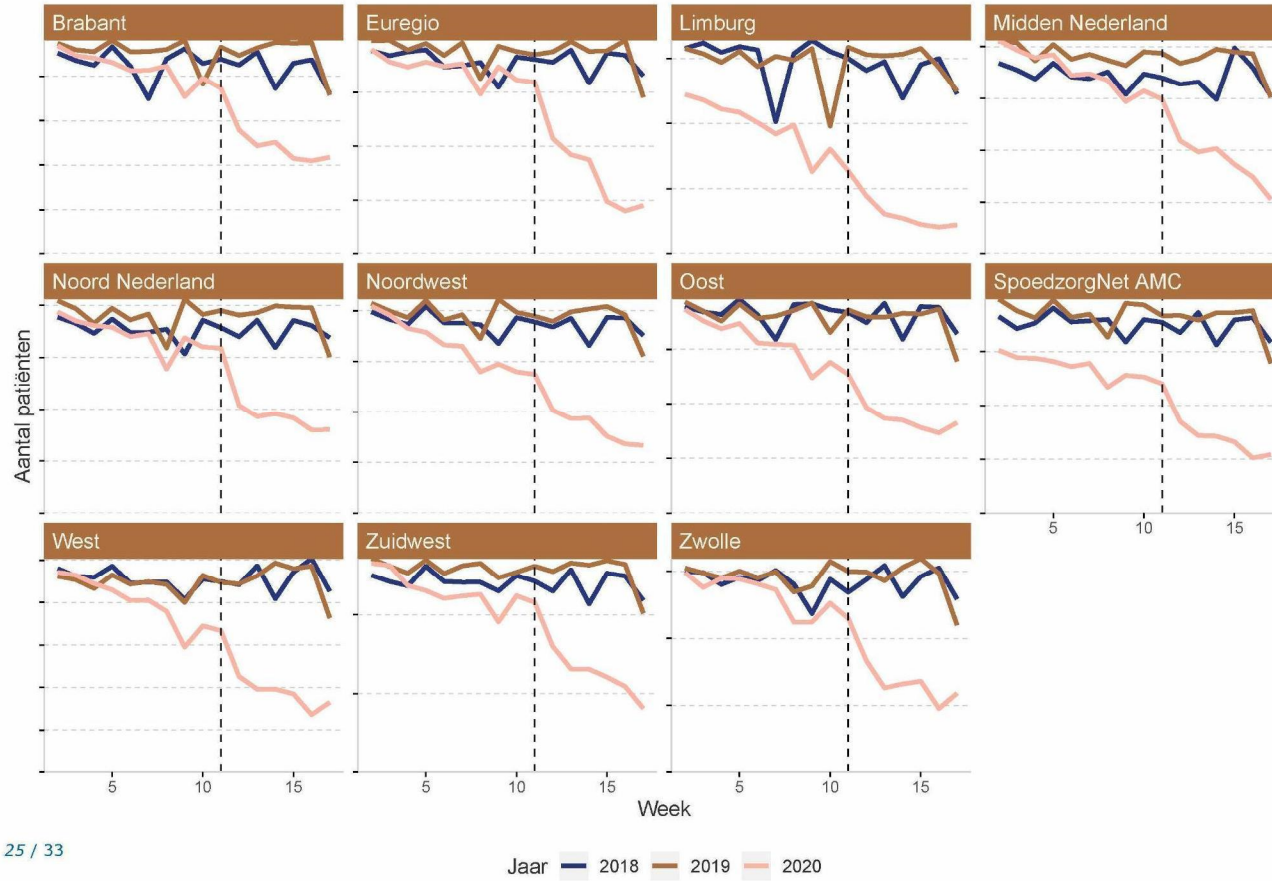 Brabant
Euregio
Limburg
Midden Nederland
Noord Nederland
Noordwest
Oost
SpoedzorgNet AMC
Aantal patiënten
5 10 15
West
Zuidwest
Zwolle
5 10 15
5 10 15
5 10 15
Week
25 / 33
Jaar 2018 2019 2020